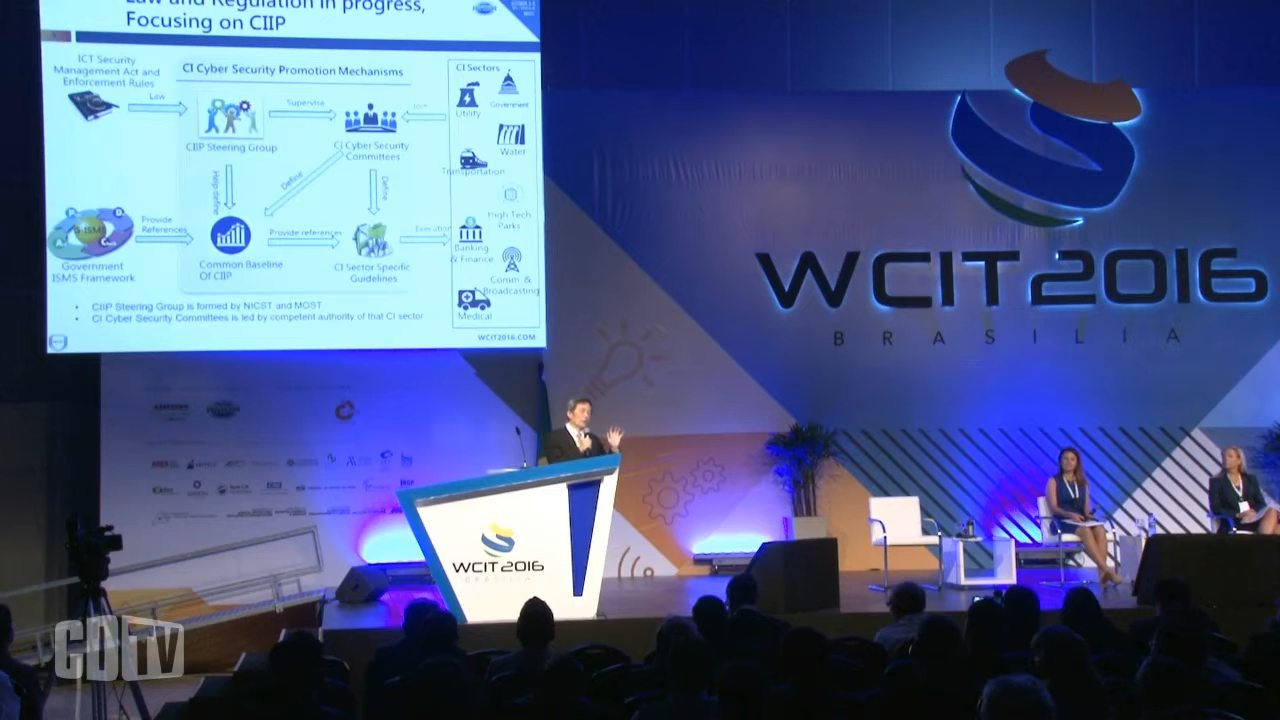 Law and Regulation in progress,
Focusing on CIIP
ICT Security
Management Act and
Enforcement Rules
CI Cyber Security Promotion Mechanisms
CI Sectors
Law
Supervise
Join
Utility
Government
CIIP Steering Group
CI Cyber Security
Committees
Water
Transportation
Help define
Define
Define
High Tech
Parks
Provide
References
Provide references
Execution
G-ISMS
Banking
& Finance
Government
ISMS Framework
Common Baseline
Of CIIP
CI Sector Specific
Guidelines
Comm &
Broadcasting
Medical
• CIIP Steering Group is formed by NICST and MOST
• CI Cyber Security Committees is led by competent authority of that CI sector
WCIT2016.COM
WCIT 2016
BRASILIA
WCIT 2016
BRASILIA
CDITV